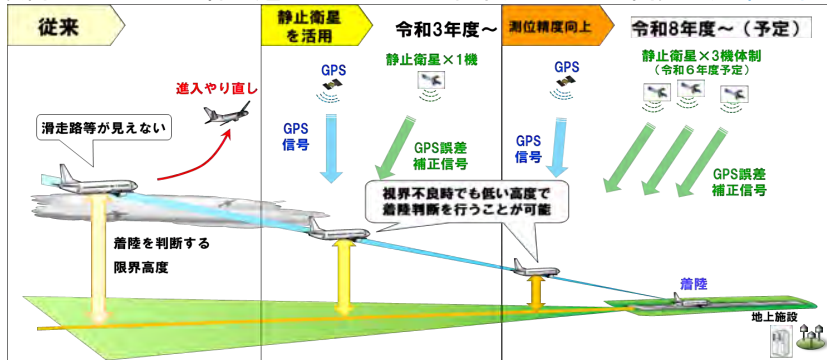 従来
進入やり直し
滑走路等が見えない
着陸を判断する
限界高度
静止衛星
を活用
令和3年度～
GPS
静止衛星×1機
GPS
信号
GPS誤差
補正信号
視界不良時でも低い高度で
着陸判断を行うことが可能
測位精度向上
令和8年度～（予定）
GPS
静止衛星×3機体制
（令和６年度予定）
GPS
信号
GPS誤差
補正信号
着陸
地上施設